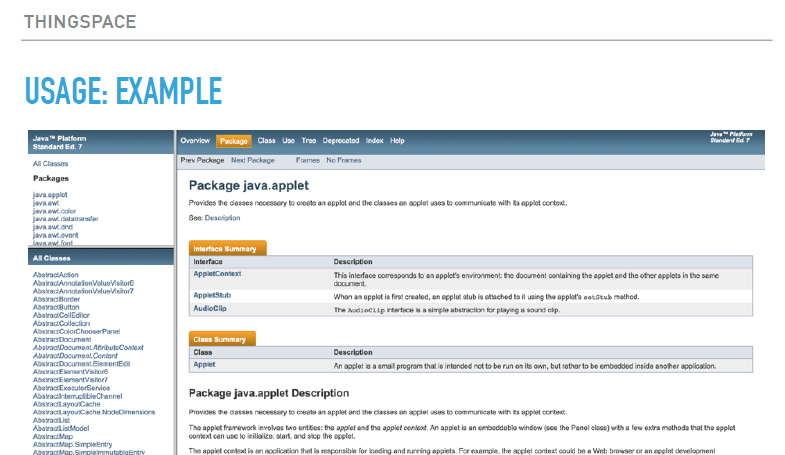 THINGSPACE
USAGE: EXAMPLE
Java™ Platform
Standard Ed. 7
All Classes
Packages
java.applet
java.awt
java.awt.color
java.awt.datatransfer
java.awt.dnd
java.awt.event
java.awt.font
All Classes
AbstractAction
AbstractAnnotationValueVisitor6
AbstractAnnotationValueVisitor7
AbstractBorder
AbstractButton
AbstractCellEditor
AbstractCollection
AbstractColorChooserPanel
AbstractDocument
AbstractDocument.AttributeContext
AbstractDocument.Content
AbstractDocument.ElementEdit
AbstractElementVisitor6
AbstractElementVisitor7
AbstractExecutorService
AbstractInterruptibleChannel
AbstractLayoutCache
AbstractLayoutCache.NodeDimensions
AbstractList
AbstractListModel
AbstractMap
AbstractMap.SimpleEntry
AbstractMap.SimpleImmutableEntry
Overview Package Class Use Tree Deprecated Index Help
Java™ Platform
Standard Ed. 7
Prev Package Next Package Frames No Frames
Package java.applet
Provides the classes necessary to create an applet and the classes an applet uses to communicate with its applet context.
See: Description
Interface Summary
Interface Description
AppletContext This interface corresponds to an applet's environment: the document containing the applet and the other applets in the same
document.
AppletStub When an applet is first created, an applet stub is attached to it using the applet's setStub method.
AudioClip The AudioClip interface is a simple abstraction for playing a sound clip.
Class Summary
Class Description
Applet An applet is a small program that is intended not to be run on its own, but rather to be embedded inside another application.
Package java.applet Description
Provides the classes necessary to create an applet and the classes an applet uses to communicate with its applet context.
The applet framework involves two entities: the applet and the applet context. An applet is an embeddable window (see the Panel class) with a few extra methods that the applet
context can use to initialize, start, and stop the applet.
The applet context is an application that is responsible for loading and running applets. For example, the applet context could be a Web browser or an applet development